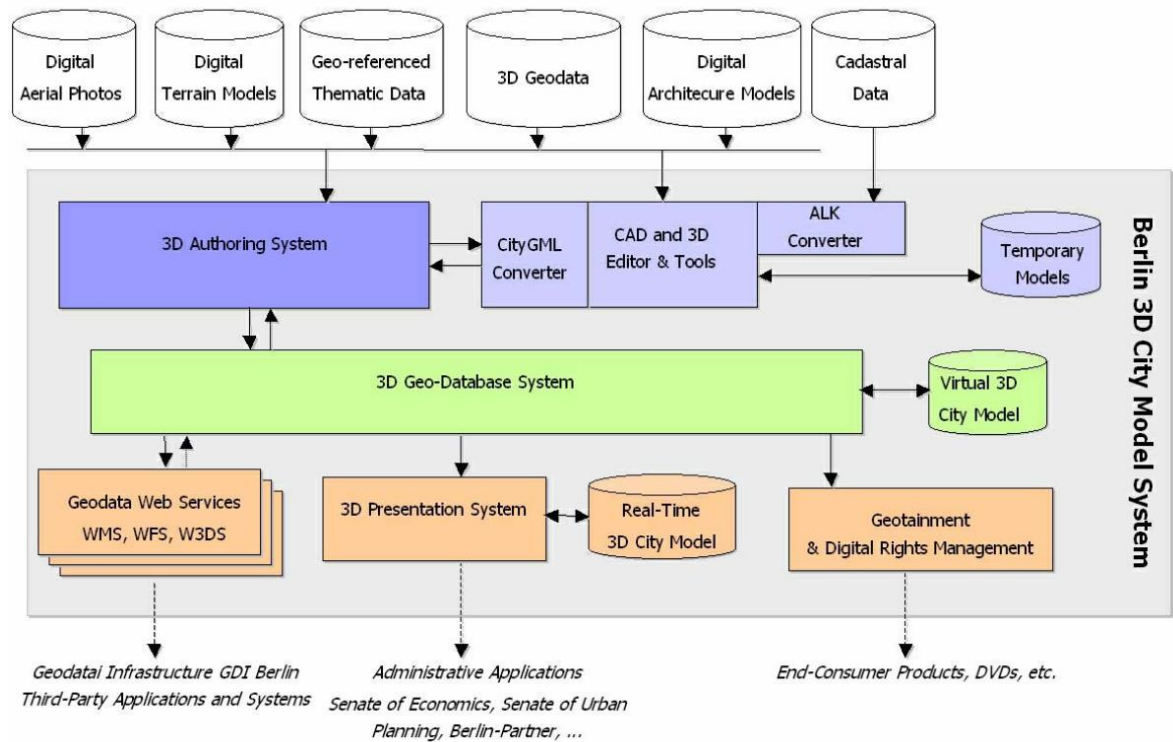 Digital
Aerial Photos
Digital
Terrain Models
Geo-referenced
Thematic Data
3D Geodata
Digital
Architecure Models
Cadastral
Data
3D Authoring System
CityGML
Converter
CAD and 3D
Editor & Tools
ALK
Converter
Temporary
Models
Berlin 3D City Model System
3D Geo-Database System
Virtual 3D
City Model
Geodata Web Services
WMS, WFS, W3DS
3D Presentation System
Real-Time
3D City Model
Geotainment
& Digital Rights Management
Geodatai Infrastructure GDI Berlin
Third-Party Applications and Systems
Administrative Applications
Senate of Economics, Senate of Urban
Planning, Berlin-Partner, ...
End-Consumer Products, DVDs, etc.